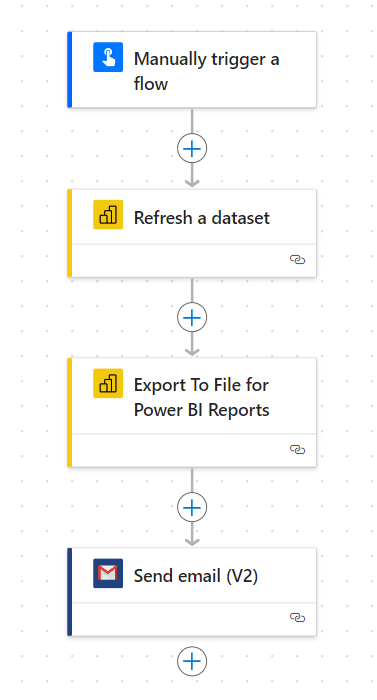 Manually trigger a
flow
Refresh a dataset
Export To File for
Power BI Reports
Send email (V2)